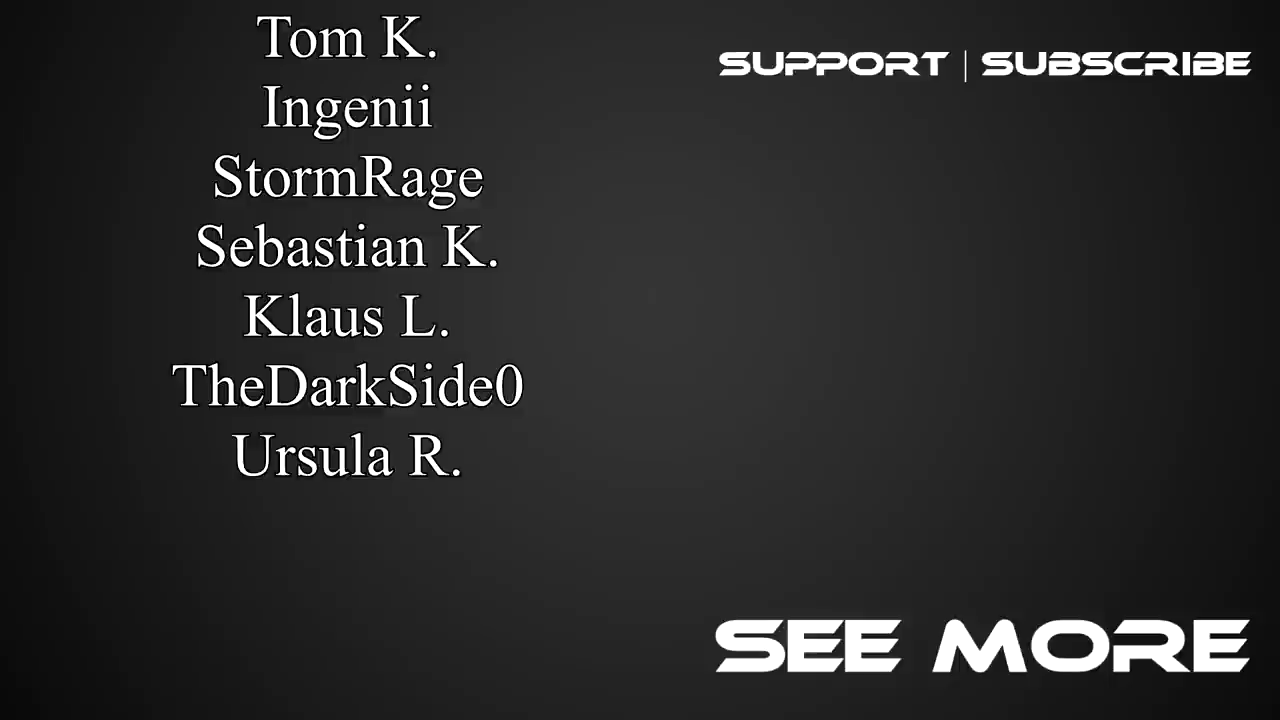 Tom K.
Ingenii
StormRage
Sebastian K.
Klaus L.
TheDarkSide0
Ursula R.
SUPPORT | SUBSCRIBE
SEE MORE